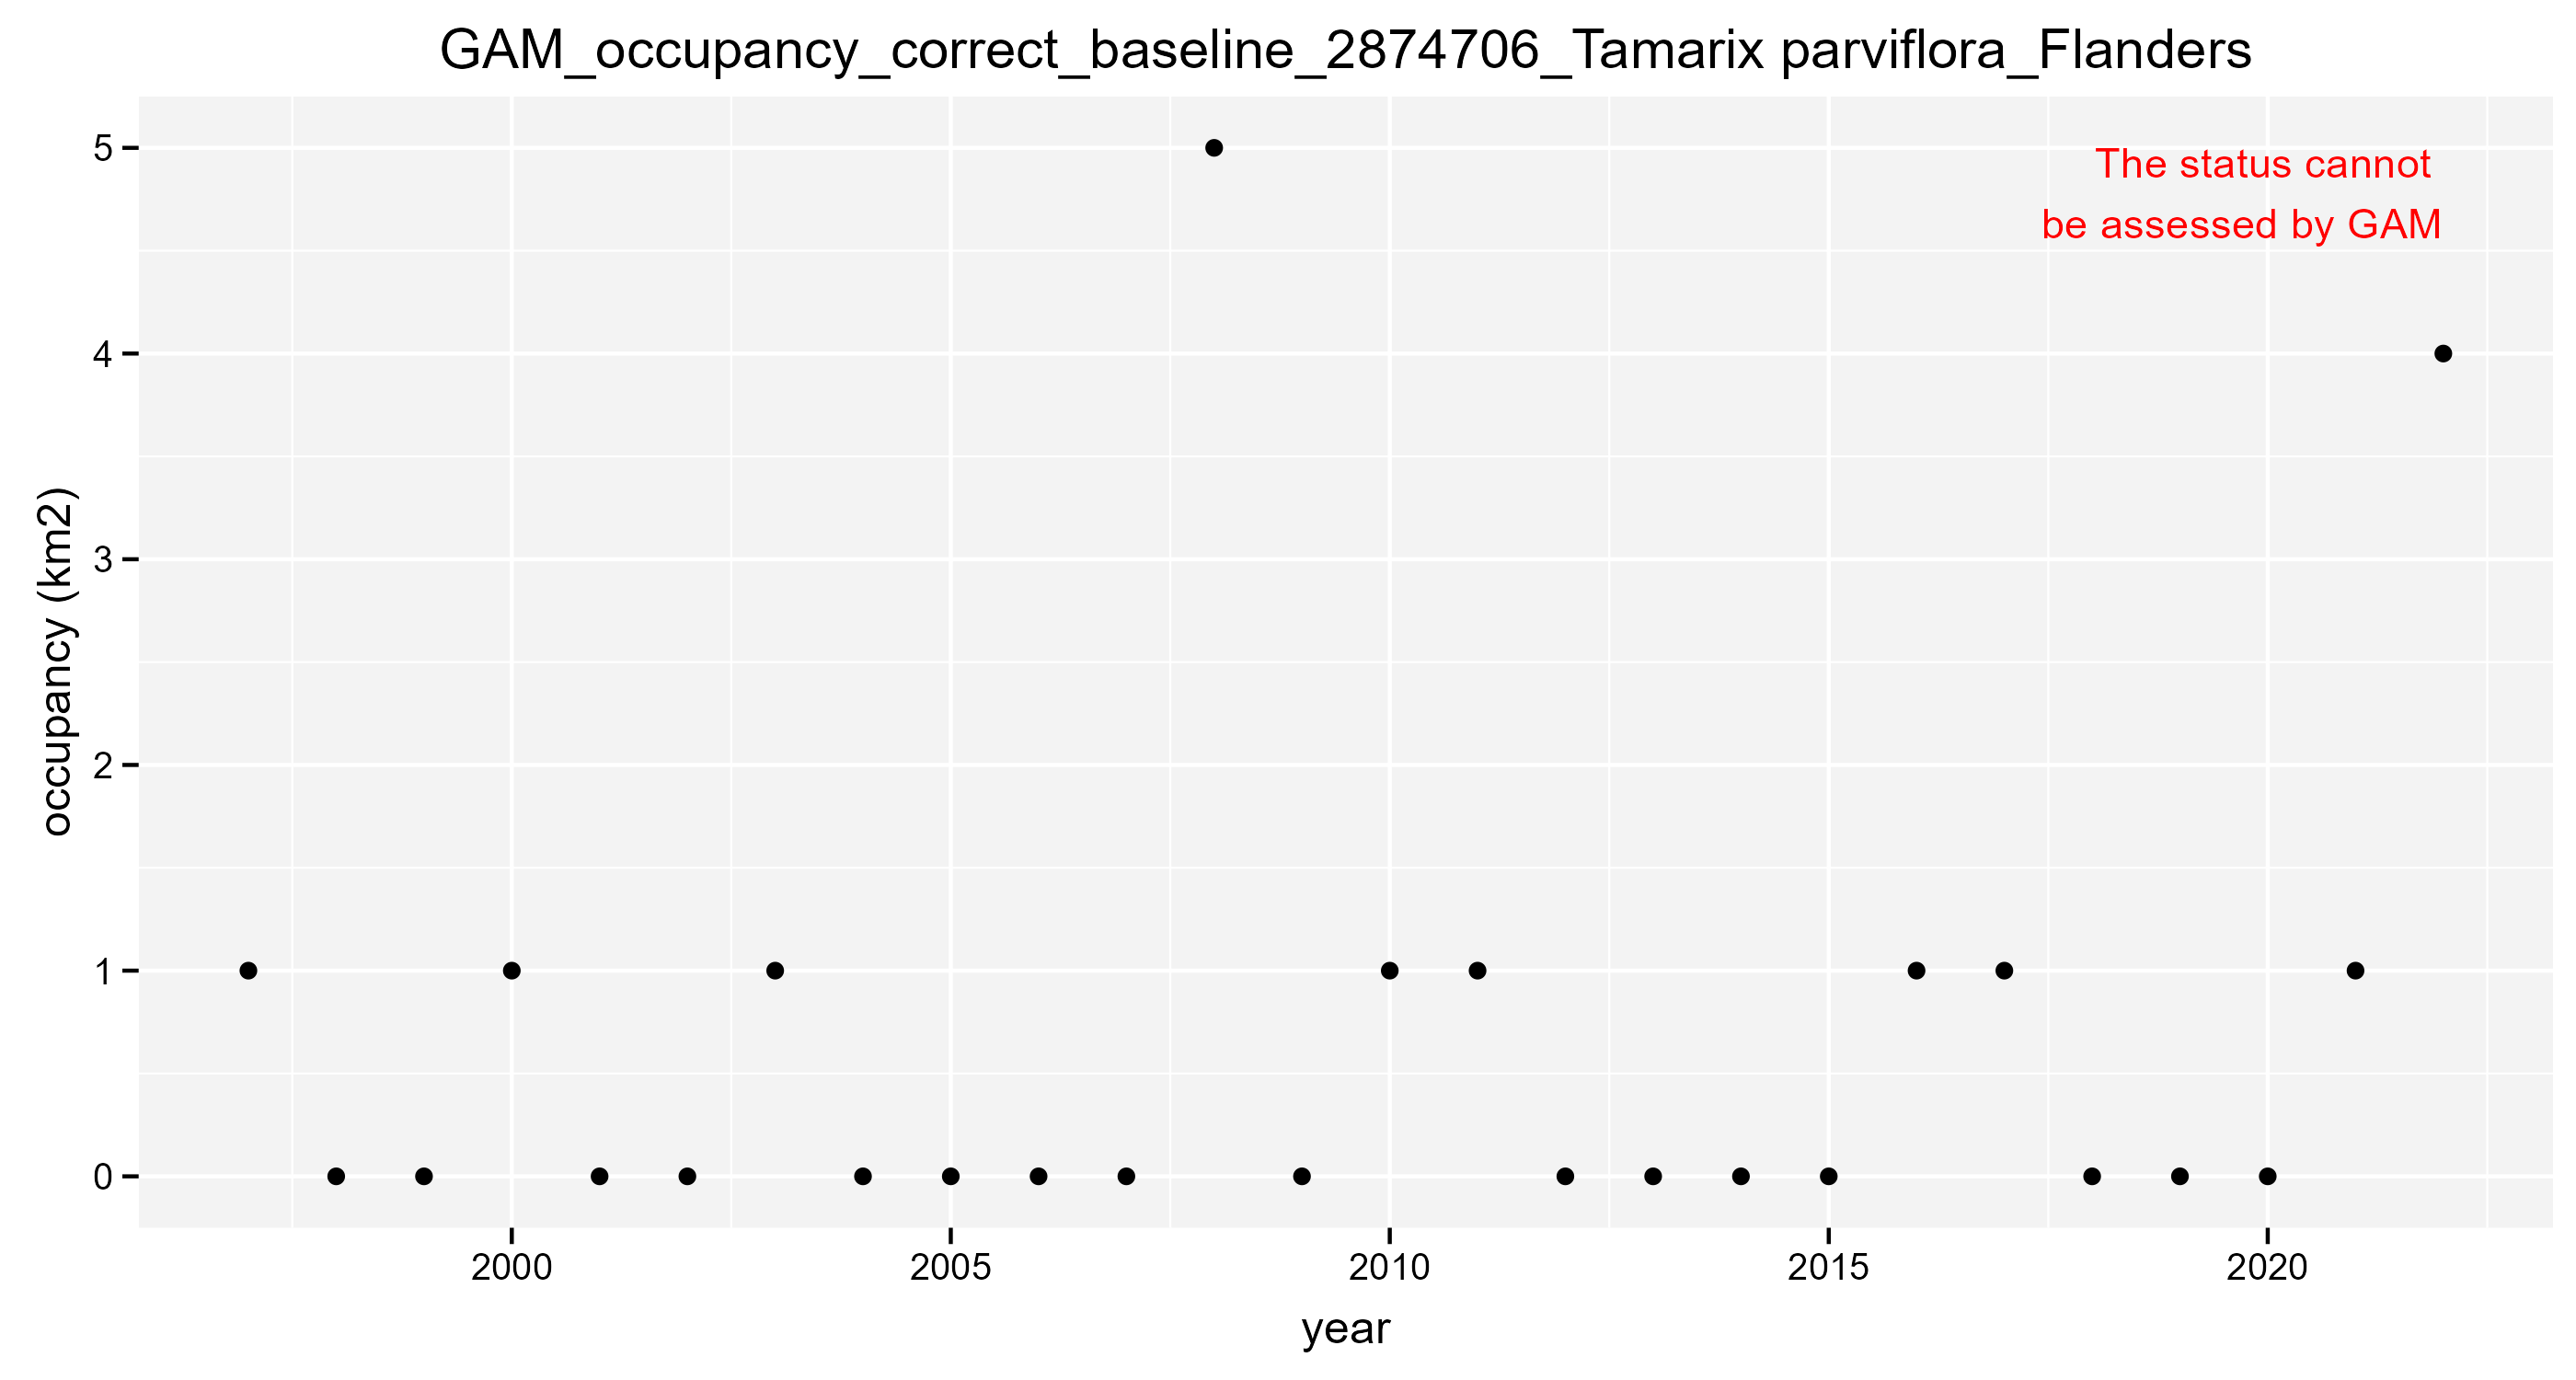 GAM_occupancy_correct_baseline_2874706_Tamarix parviflora_Flanders
The status cannot
be assessed by GAM
occupancy (km2)
5
4
3
2
1
0
2000 2005 2010 2015 2020
year